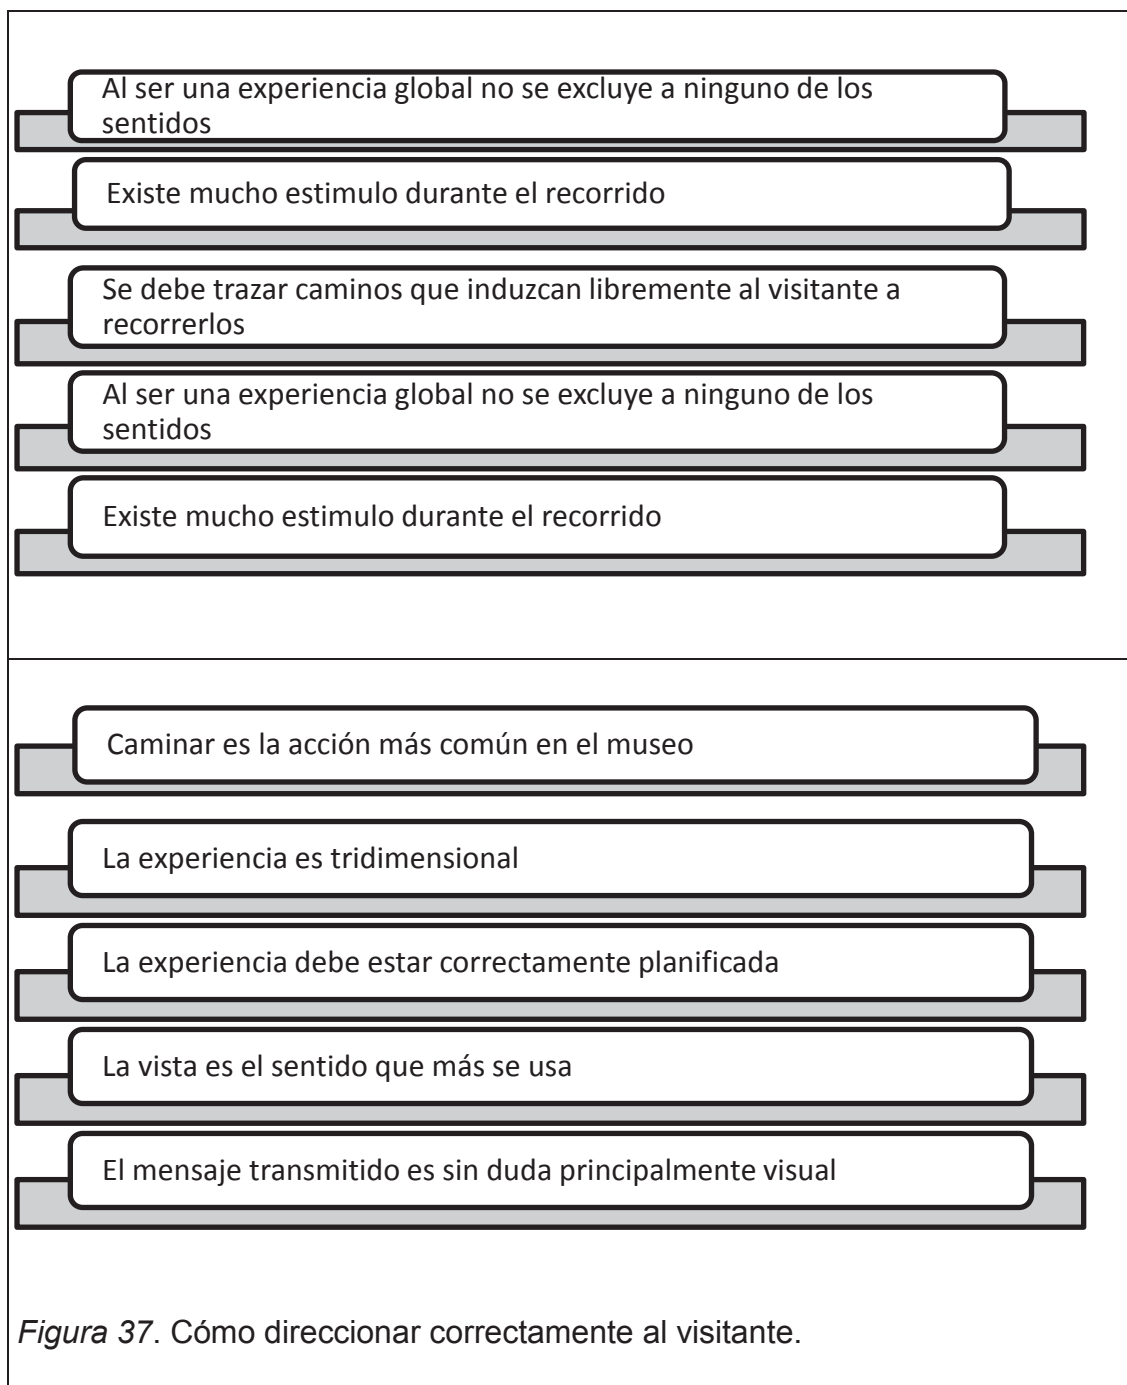 Al ser una experiencia global no se excluye a ninguno de los
sentidos
Existe mucho estimulo durante el recorrido
Se debe trazar caminos que induzcan libremente al visitante a
recorrerlos
Al ser una experiencia global no se excluye a ninguno de los
sentidos
Existe mucho estimulo durante el recorrido
Caminar es la acción más común en el museo
La experiencia es tridimensional
La experiencia debe estar correctamente planificada
La vista es el sentido que más se usa
El mensaje transmitido es sin duda principalmente visual
Figura 37. Cómo direccionar correctamente al visitante.